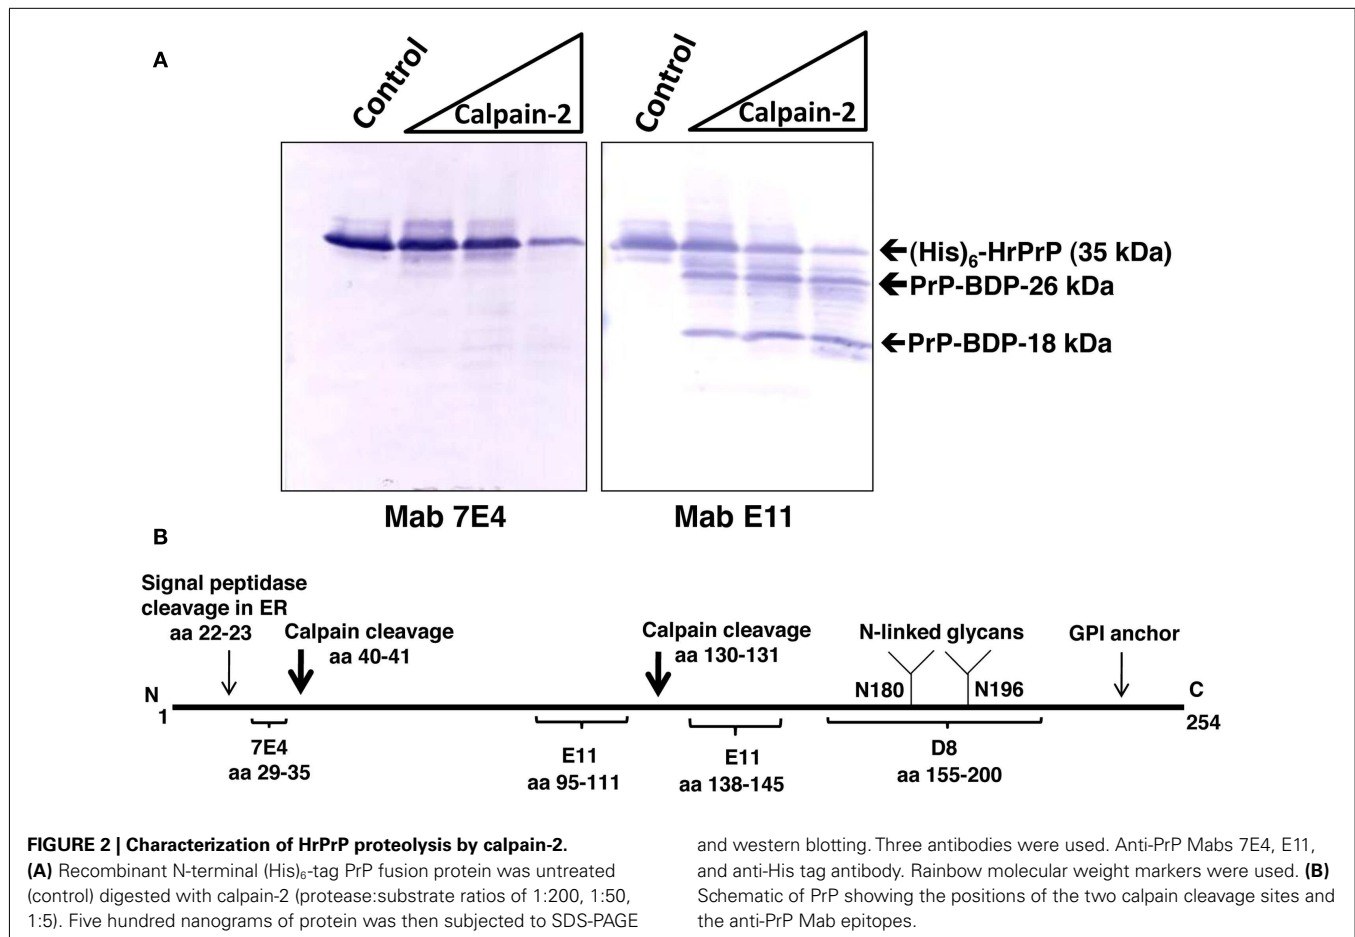 A
Control
Calpain-2
Control
Calpain-2
(His)6-HrPrP (35 kDa)
PrP-BDP-26 kDa
PrP-BDP-18 kDa
Mab 7E4
Mab E11
B
Signal peptidase
cleavage in ER
aa 22-23
Calpain cleavage
aa 40-41
Calpain cleavage
aa 130-131
N-linked glycans
GPI anchor
N180
N196
N
1
C
254
7E4
aa 29-35
E11
aa 95-111
E11
aa 138-145
D8
aa 155-200
FIGURE 2 | Characterization of HrPrP proteolysis by calpain-2.
(A) Recombinant N-terminal (His)6-tag PrP fusion protein was untreated
(control) digested with calpain-2 (protease:substrate ratios of 1:200, 1:50,
1:5). Five hundred nanograms of protein was then subjected to SDS-PAGE
and western blotting. Three antibodies were used. Anti-PrP Mabs 7E4, E11,
and anti-His tag antibody. Rainbow molecular weight markers were used. (B)
Schematic of PrP showing the positions of the two calpain cleavage sites and
the anti-PrP Mab epitopes.